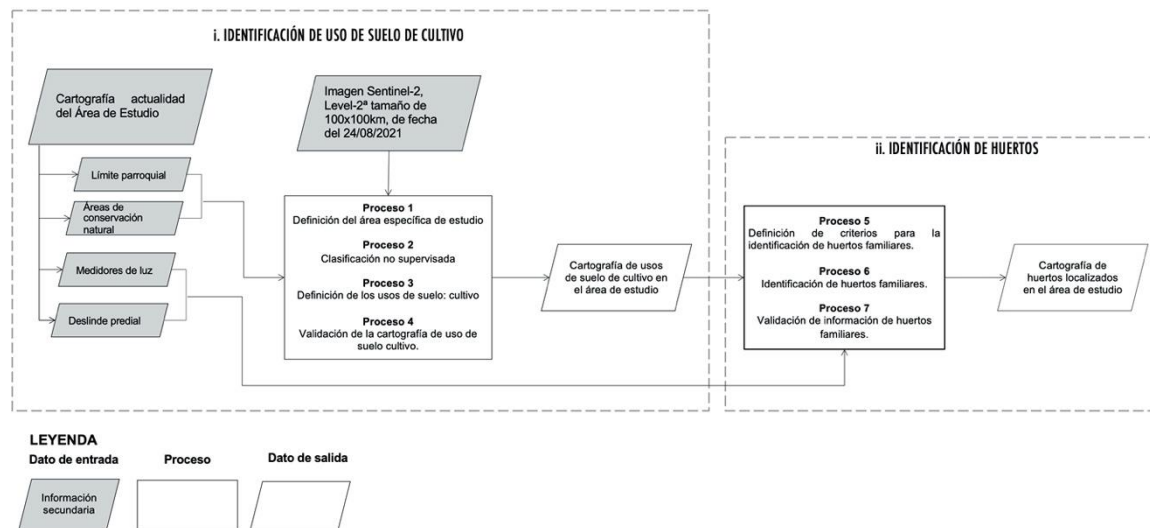 i. IDENTIFICACIÓN DE USO DE SUELO DE CULTIVO
Cartografía actualidad
del Área de Estudio
Imagen Sentinel-2,
Level-2ª tamaño de
100x100km, de fecha
del 24/08/2021
Límite parroquial
Áreas de
conservación
natural
Medidores de luz
Deslinde predial
Proceso 1
Definición del área específica de estudio
Proceso 2
Clasificación no supervisada
Proceso 3
Definición de los usos de suelo: cultivo
Proceso 4
Validación de la cartografía de uso de
suelo cultivo.
Cartografía de usos
de suelo de cultivo en
el área de estudio
ii. IDENTIFICACIÓN DE HUERTOS
Proceso 5
Definición de criterios para la
identificación de huertos familiares.
Proceso 6
Identificación de huertos familiares.
Proceso 7
Validación de información de huertos
familiares.
Cartografía de
huertos localizados
en el área de estudio
LEYENDA
Dato de entrada
Proceso
Dato de salida
Información
secundaria